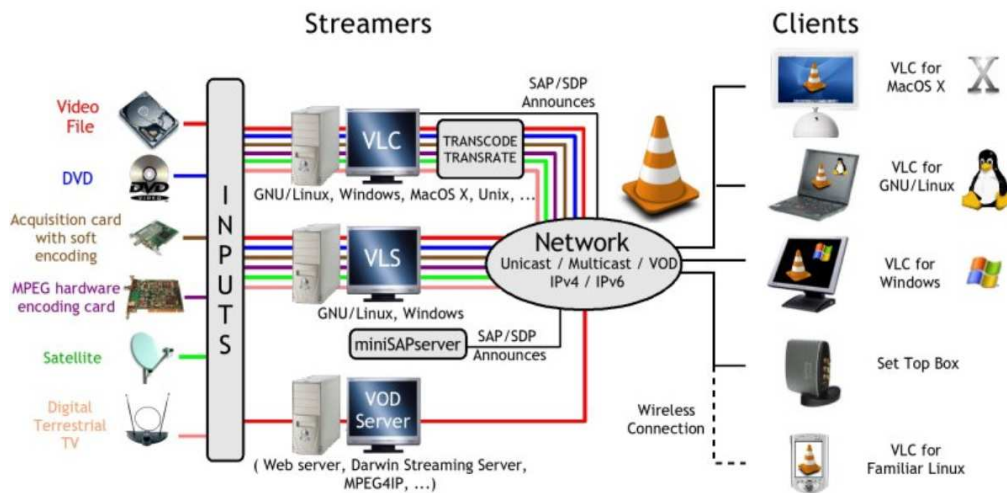 Streamers
Clients
Video
File
DVD
DVD
VIDEO
Acquisition card
with soft
encoding
MPEG hardware
encoding card
Satellite
Digital
Terrestrial
TV
INPUTS
VLC
GNU/Linux, Windows, MacOS X, Unix, ...
SAP/SDP
Announces
TRANSCODE
TRANSRATE
VLS
GNU/Linux, Windows
miniSAPserver
SAP/SDP
Announces
VOD
Server
( Web server, Darwin Streaming Server,
MPEG4IP, ...)
Network
Unicast / Multicast / VOD
IPv4 / IPv6
VLC for
MacOS X
X
VLC for
GNU/Linux
VLC for
Windows
Set Top Box
Wireless
Connection
VLC for
Familiar Linux